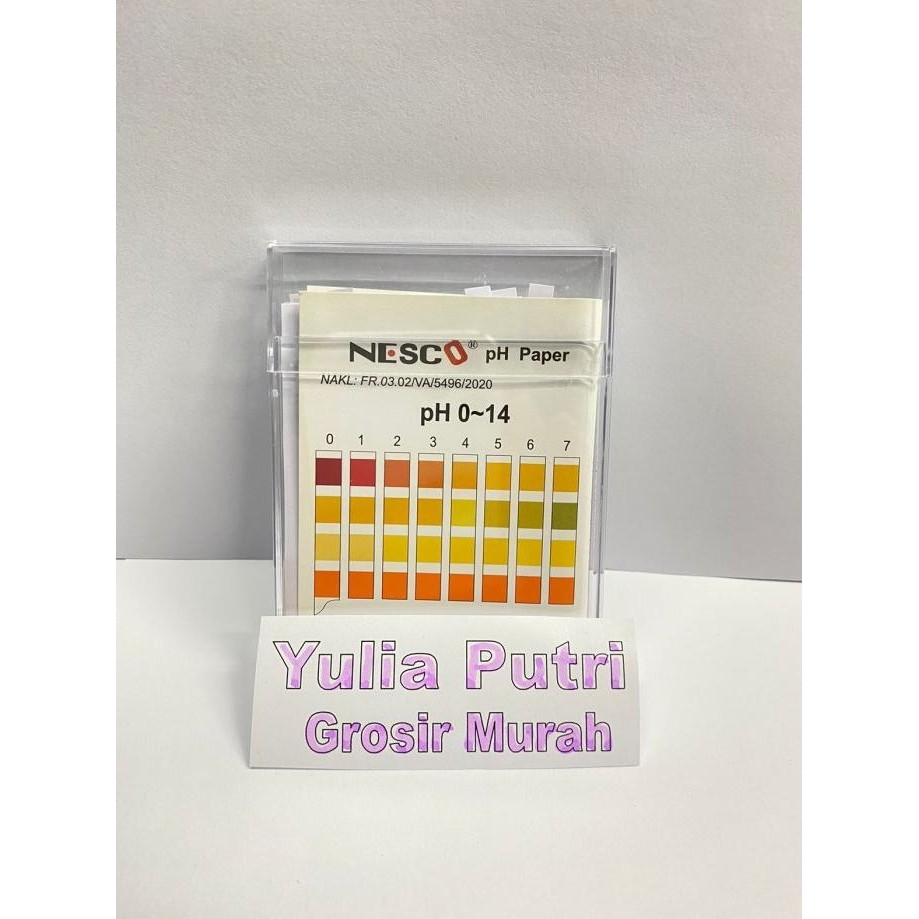 NESCO® pH Paper
NAKL: FR.03.02/VA/5496/2020
pH 0~14
0 1 2 3 4 5 6 7
Yulia Putri
Grosir Murah